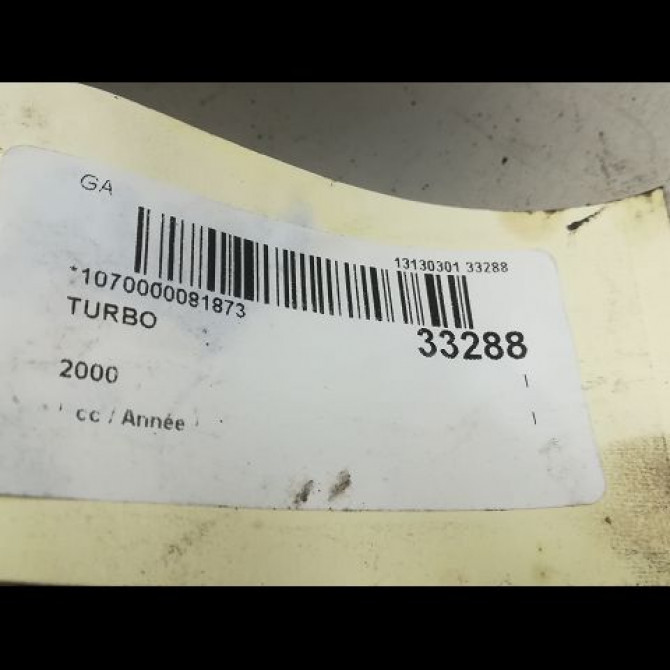 GA
13130301 33288
*1070000081873
33288
TURBO
2000
cc / Année